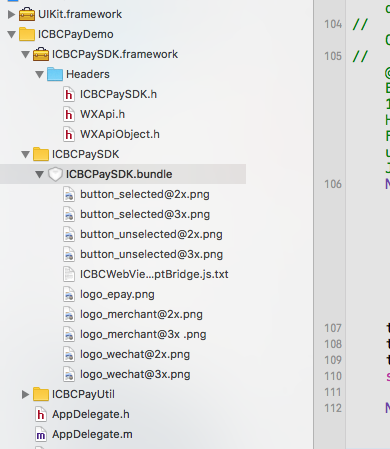 UIKit.framework
ICBCPayDemo
ICBCPaySDK.framework
Headers
h ICBCPaySDK.h
h WXApi.h
h WXApiObject.h
ICBCPaySDK
ICBCPaySDK.bundle
button_selected@2x.png
button_selected@3x.png
button_unselected@2x.png
button_unselected@3x.png
ICBCWebVie...ptBridge.js.txt
logo_epay.png
logo_merchant@2x.png
logo_merchant@3x .png
logo_wechat@2x.png
logo_wechat@3x.png
ICBCPayUtil
h AppDelegate.h
m AppDelegate.m
104 //
105 //
106
107
108
109
110
111
112